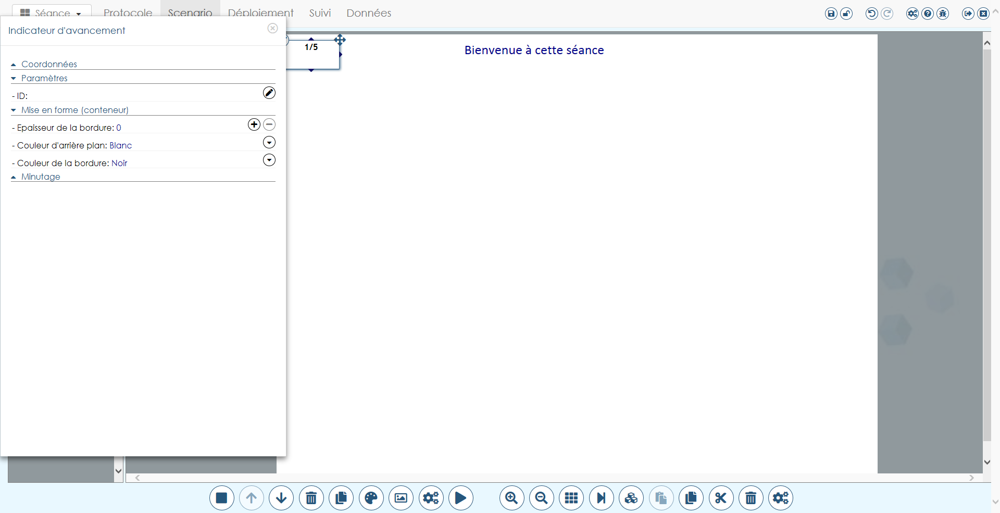 Séance
Protocole
Scenario
Déploiement
Suivi
Données
Indicateur d'avancement
Coordonnées
Paramètres
- ID:
Mise en forme (conteneur)
- Epaisseur de la bordure: 0
- Couleur d'arrière plan: Blanc
- Couleur de la bordure: Noir
Minutage
1/5
Bienvenue à cette séance